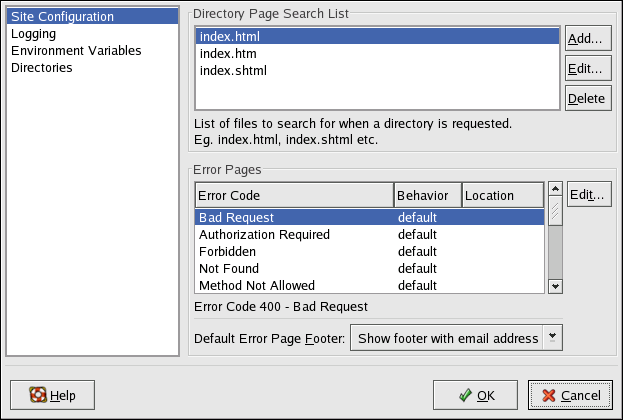 Site Configuration
Logging
Environment Variables
Directories
Directory Page Search List
index.html
index.htm
index.shtml
Add...
Edit...
Delete
List of files to search for when a directory is requested.
Eg. index.html, index.shtml etc.
Error Pages
Error Code Behavior Location
Bad Request default
Authorization Required default
Forbidden default
Not Found default
Method Not Allowed default
Edit...
Error Code 400 - Bad Request
Default Error Page Footer: Show footer with email address
Help OK Cancel